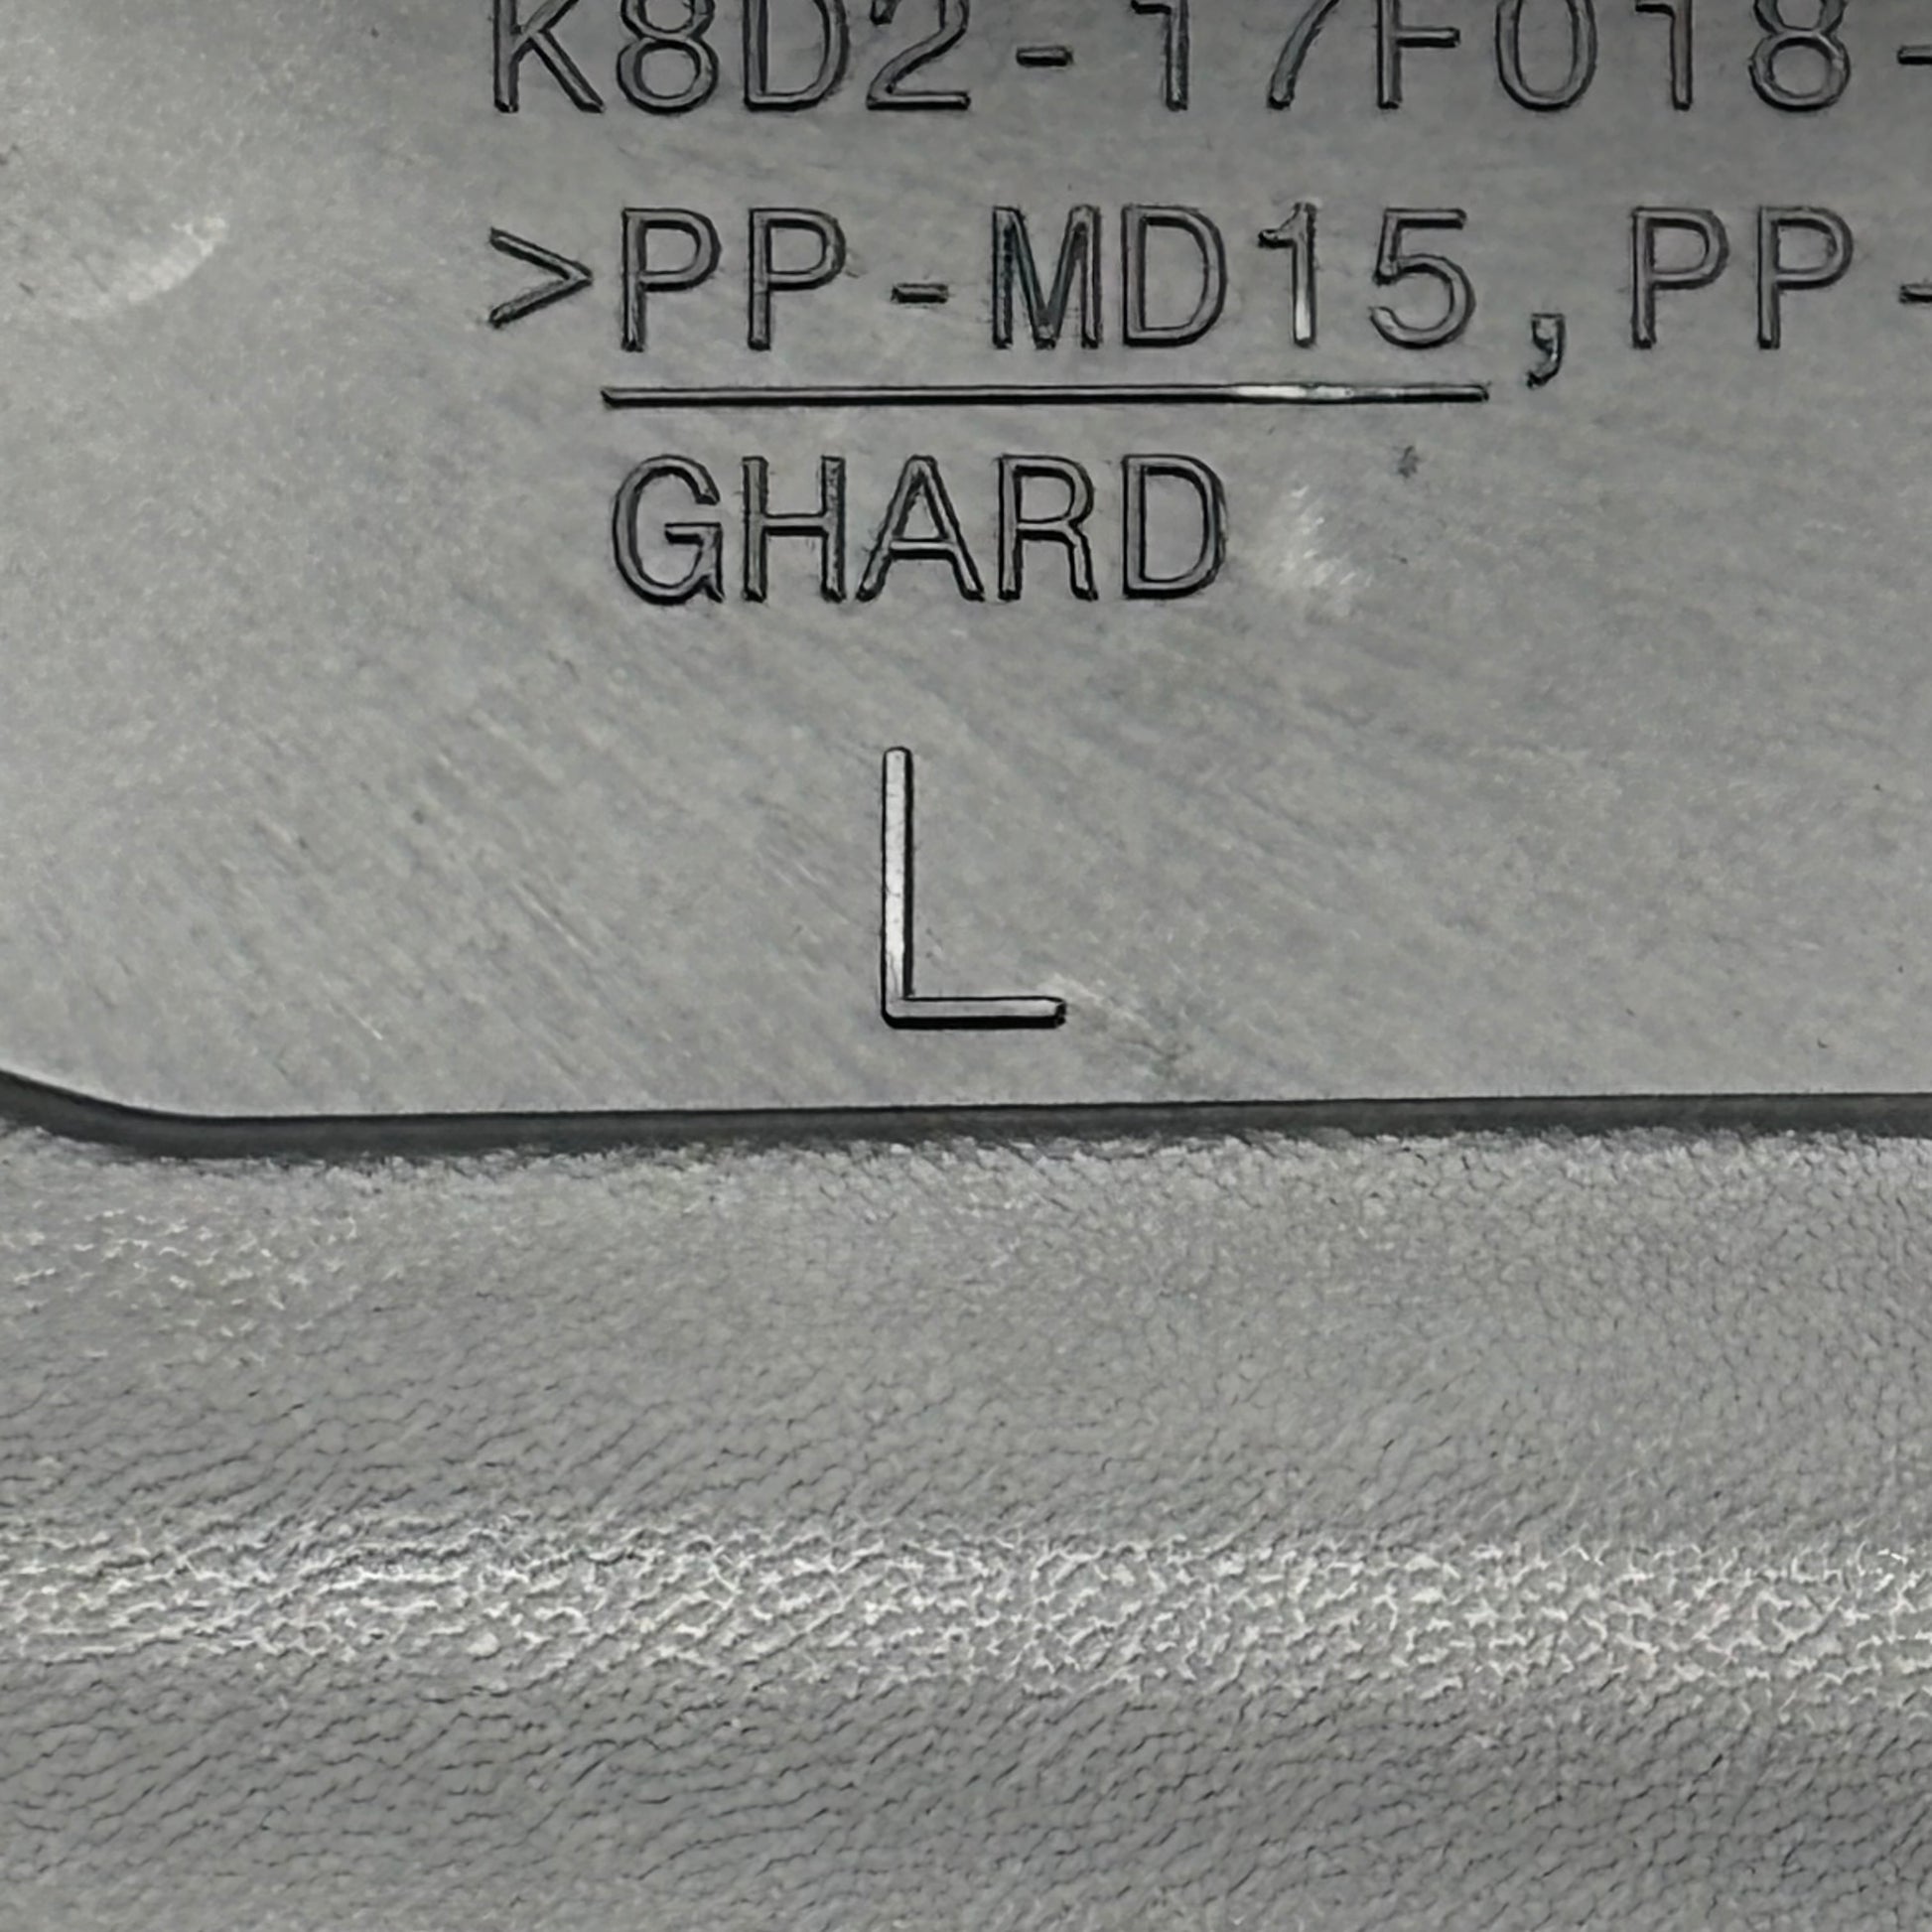 K8D2-17F018-
>PP-MD15,PP-
GHARD
L